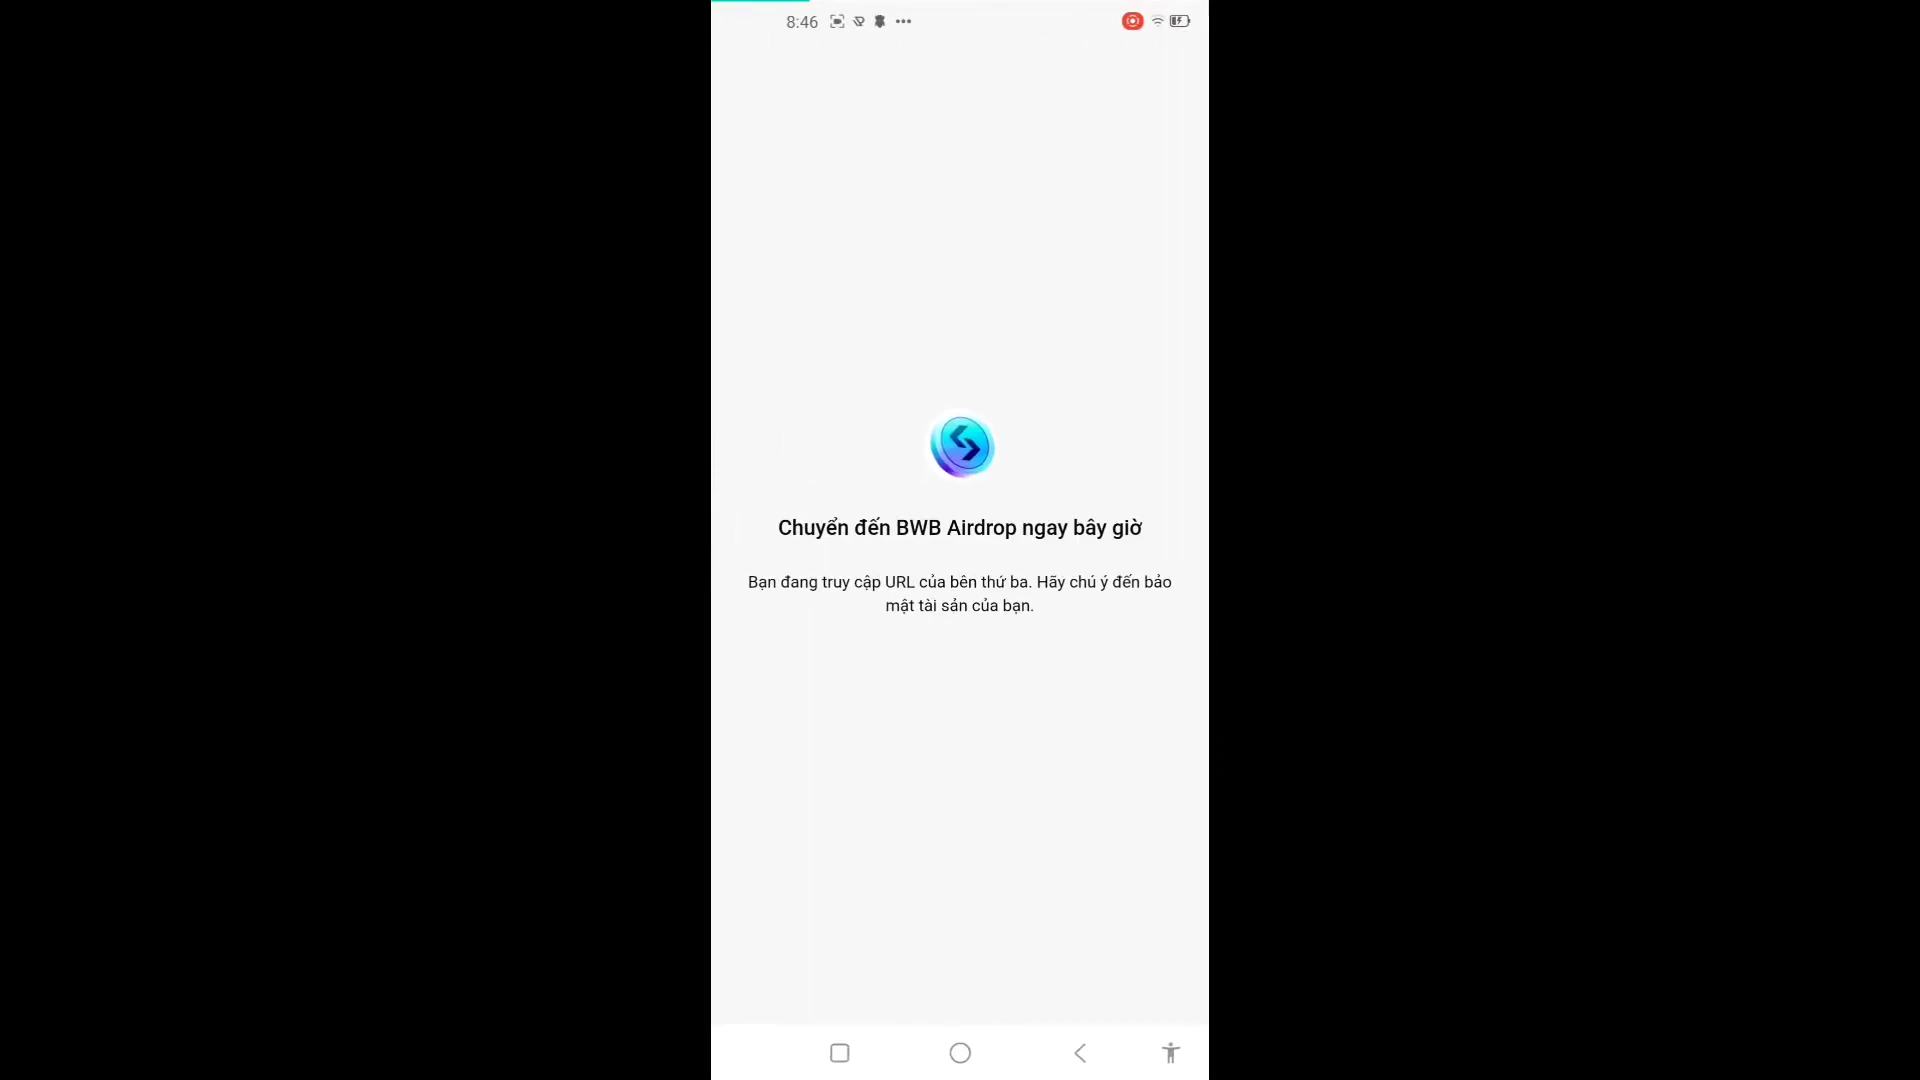 8:46
Chuyển đến BWB Airdrop ngay bây giờ
Bạn đang truy cập URL của bên thứ ba. Hãy chú ý đến bảo
mật tài sản của bạn.